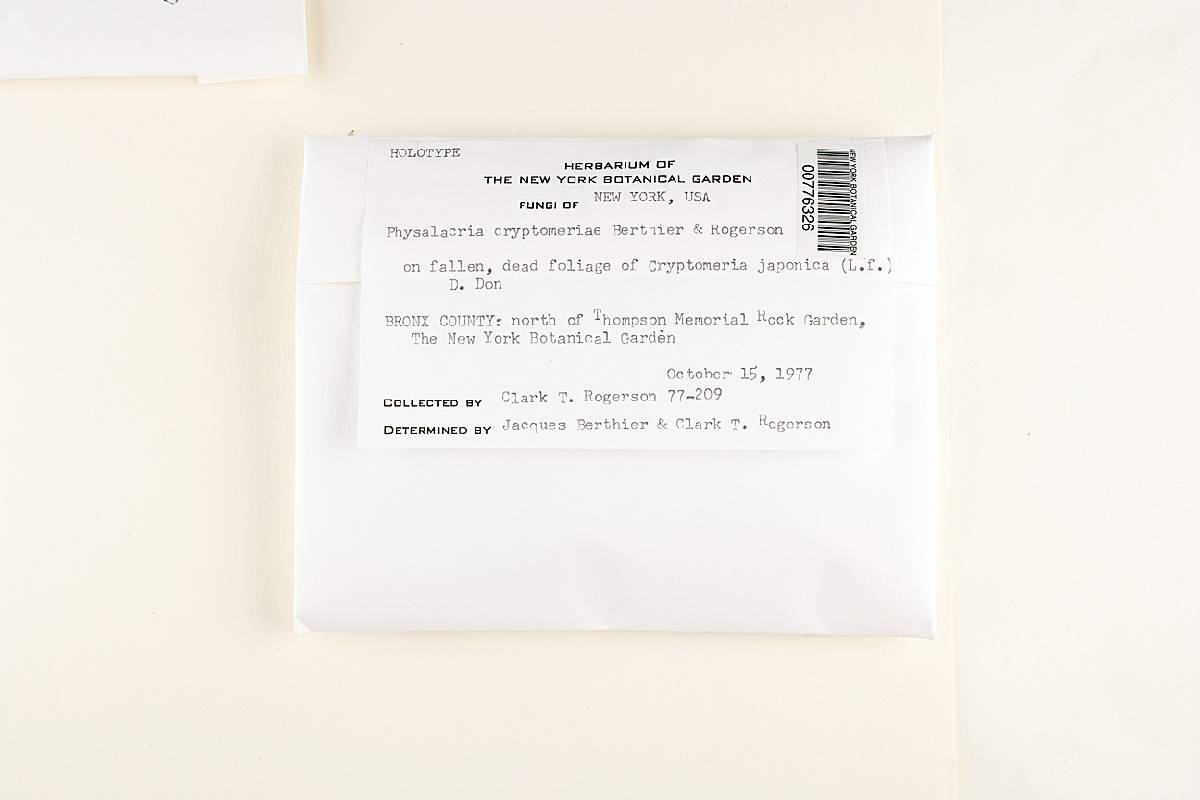 HOLOTYPE
HERBARIUM OF
THE NEW YORK BOTANICAL GARDEN
FUNGI OF NEW YORK, USA
Physalacria cryptomeriae Berthier & Rogerson
on fallen, dead foliage of Cryptomeria japonica (L.f.)
D. Don
BRONX COUNTY: north of Thompson Memorial Rock Garden,
The New York Botanical Garden
October 15, 1977
COLLECTED BY Clark T. Rogerson 77-209
DETERMINED BY Jacques Berthier & Clark T. Rogerson
00776326
NEW YORK BOTANICAL GARDEN